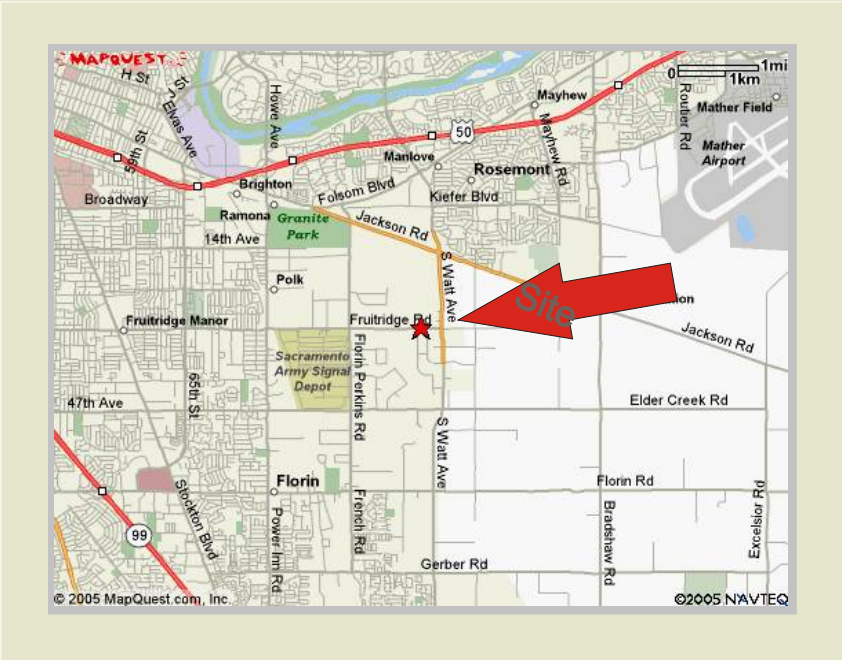 MAPQUEST
H St
J St
0
1mi
1km
Elvas Ave
59th St
Howe Ave
Mayhew
Mayhew Rd
Router Rd
Mather Field
Mather
Airport
50
Manlove
Rosemont
Brighton
Folsom Blvd
Kiefer Blvd
Broadway
Ramona
Granite
Park
Jackson Rd
14th Ave
S Watt Ave
Polk
Site
ion
Fruitridge Manor
Fruitridge Rd
Jackson Rd
Sacramento
Army Signal
Depot
Florin Perkins Rd
65th St
47th Ave
Elder Creek Rd
S Watt Ave
Florin
Florin Rd
Stockton Blvd
Power Inn Rd
French Rd
Bradshaw Rd
Excelsior Rd
99
Gerber Rd
© 2005 MapQuest.com, Inc.
©2005 NAVTEQ